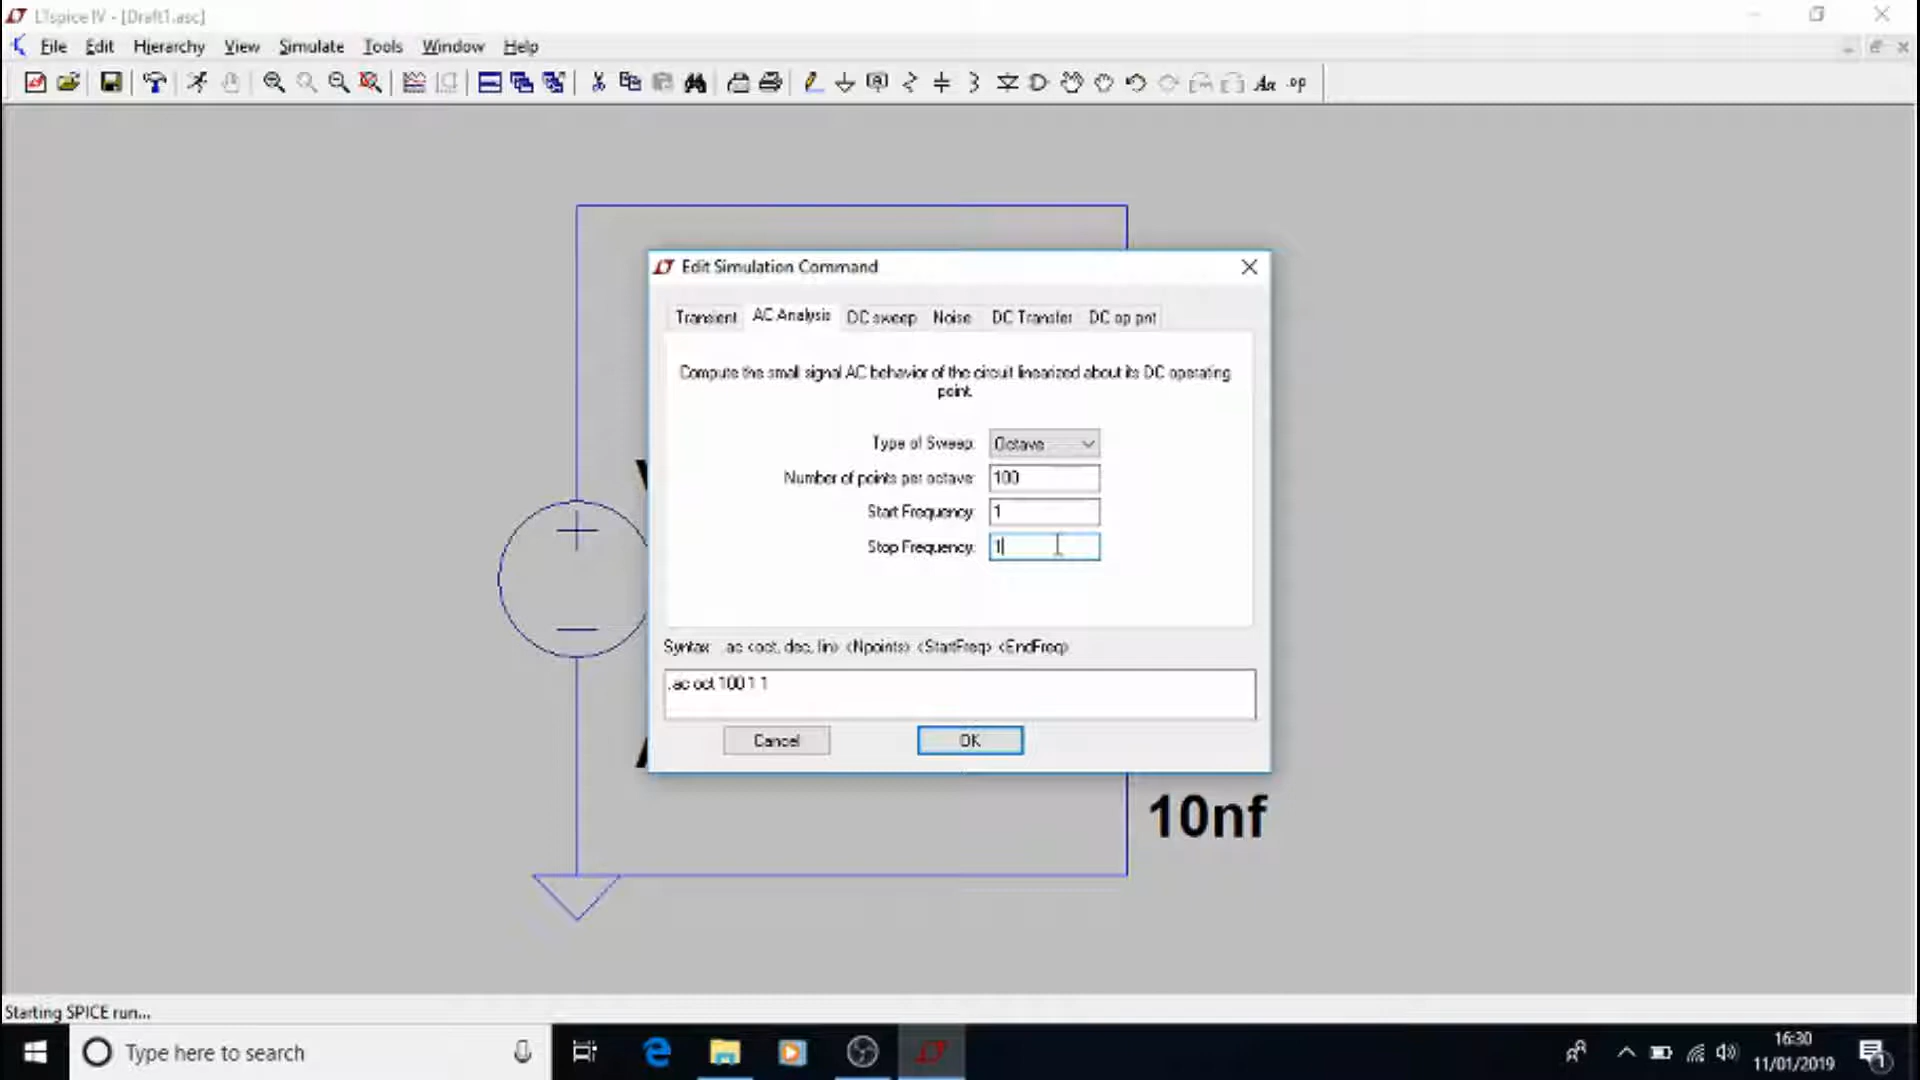 LTspice IV - [Draft1.asc]
File Edit Hierarchy View Simulate Tools Window Help
Aa .op
Edit Simulation Command
Transient AC Analysis DC sweep Noise DC Transfer DC op pnt
Compute the small signal AC behavior of the circuit linearized about its DC operating
point.
Type of Sweep: Octave
Number of points per octave: 100
Start Frequency: 1
Stop Frequency: 1
Syntax: .ac <oct, dec, lin> <Npoints> <StartFreq> <EndFreq>
.ac oct 100 1 1
Cancel OK
10nf
Starting SPICE run...
Type here to search
16:30
11/01/2019
1